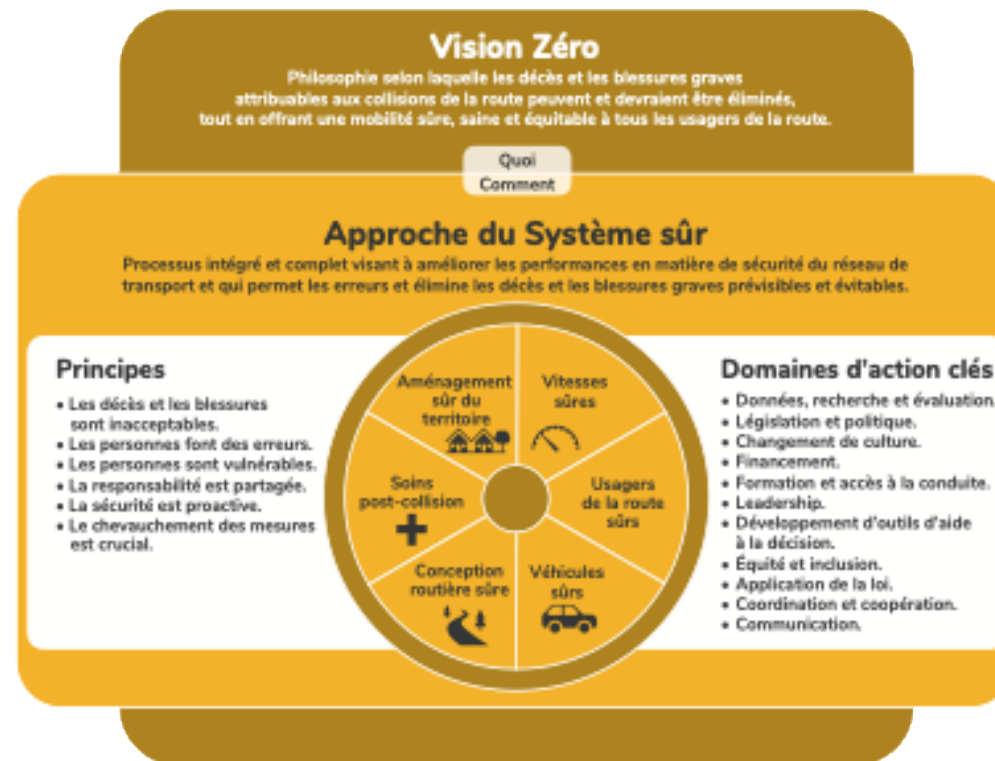 Vision Zéro
Philosophie selon laquelle les décès et les blessures graves
attribuables aux collisions de la route peuvent et devraient être éliminés,
tout en offrant une mobilité sûre, saine et équitable à tous les usagers de la route.
Quoi
Comment
Approche du Système sûr
Processus intégré et complet visant à améliorer les performances en matière de sécurité du réseau de
transport et qui permet les erreurs et élimine les décès et les blessures graves prévisibles et évitables.
Principes
• Les décès et les blessures
sont inacceptables.
• Les personnes font des erreurs.
• Les personnes sont vulnérables.
• La responsabilité est partagée.
• La sécurité est proactive.
• Le chevauchement des mesures
est crucial.
Aménagement
sûr du
territoire
Vitesses
sûres
Soins
post-collision
Usagers
de la route
sûrs
Conception
routière sûre
Véhicules
sûrs
Domaines d'action clés
• Données, recherche et évaluation.
• Législation et politique.
• Changement de culture.
• Financement.
• Formation et accès à la conduite.
• Leadership.
• Développement d'outils d'aide
à la décision.
• Équité et inclusion.
• Application de la loi.
• Coordination et coopération.
• Communication.